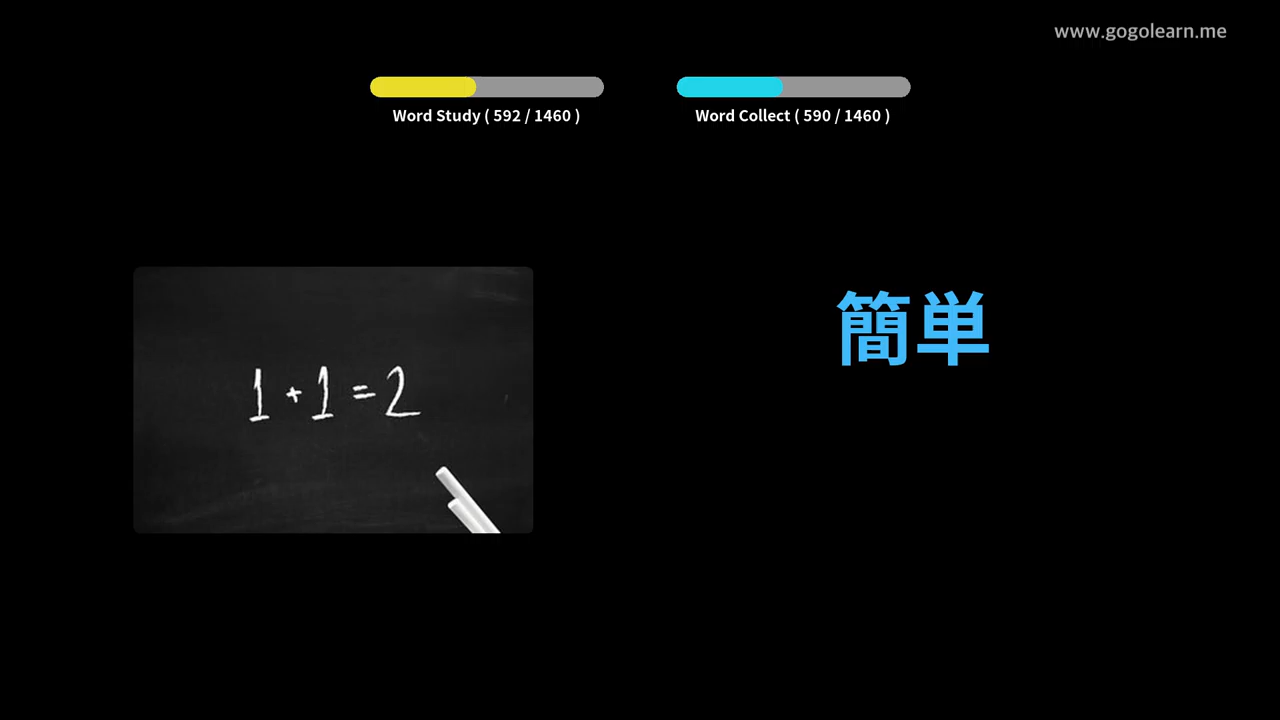 www.gogolearn.me
Word Study ( 592 / 1460 )
Word Collect ( 590 / 1460 )
簡単
1 + 1 = 2